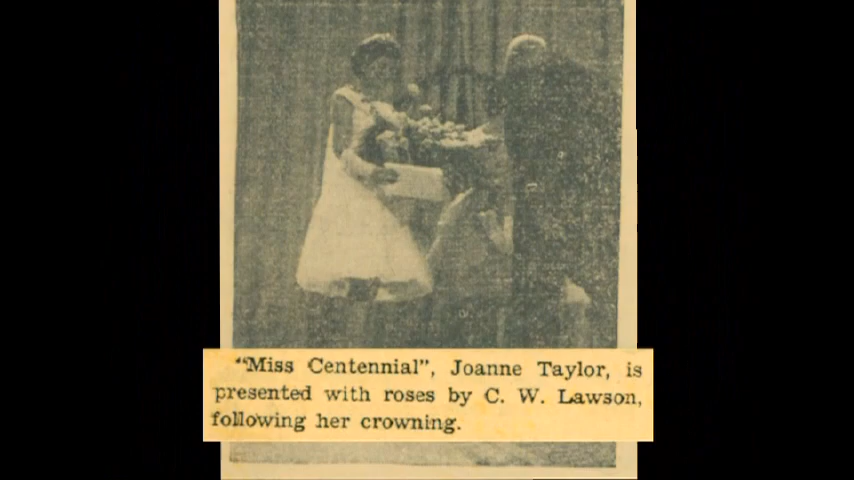 "Miss Centennial", Joanne Taylor, is
presented with roses by C. W. Lawson,
following her crowning.